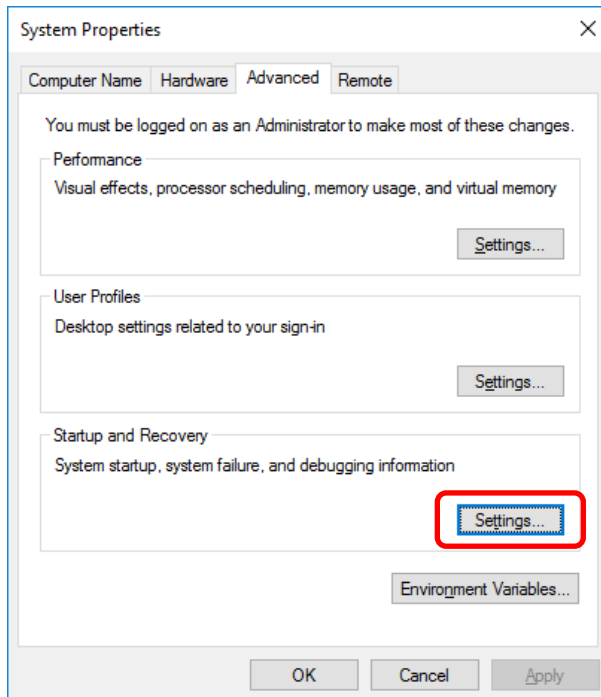 System Properties
Computer Name Hardware Advanced Remote
You must be logged on as an Administrator to make most of these changes.
Performance
Visual effects, processor scheduling, memory usage, and virtual memory
Settings...
User Profiles
Desktop settings related to your sign-in
Settings...
Startup and Recovery
System startup, system failure, and debugging information
Settings...
Environment Variables...
OK Cancel Apply